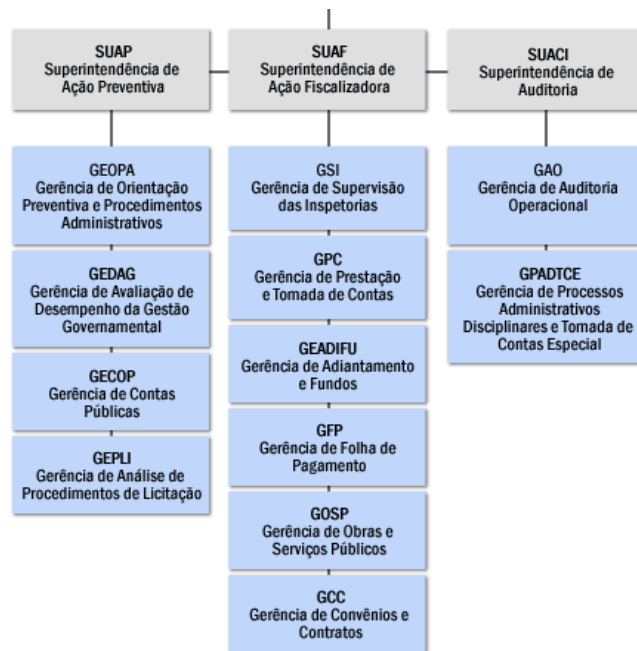 SUAP
Superintendência de
Ação Preventiva
SUAF
Superintendência de
Ação Fiscalizadora
SUACI
Superintendência de
Auditoria
GEOPA
Gerência de Orientação
Preventiva e Procedimentos
Administrativos
GEDAG
Gerência de Avaliação de
Desempenho da Gestão
Governamental
GECOP
Gerência de Contas
Públicas
GEPLI
Gerência de Análise de
Procedimentos de Licitação
GSI
Gerência de Supervisão
das Inspetorias
GPC
Gerência de Prestação
e Tomada de Contas
GEADIFU
Gerência de Adiantamento
e Fundos
GFP
Gerência de Folha de
Pagamento
GOSP
Gerência de Obras e
Serviços Públicos
GCC
Gerência de Convênios e
Contratos
GAO
Gerência de Auditoria
Operacional
GPADTCE
Gerência de Processos
Administrativos
Disciplinares e Tomada de
Contas Especial